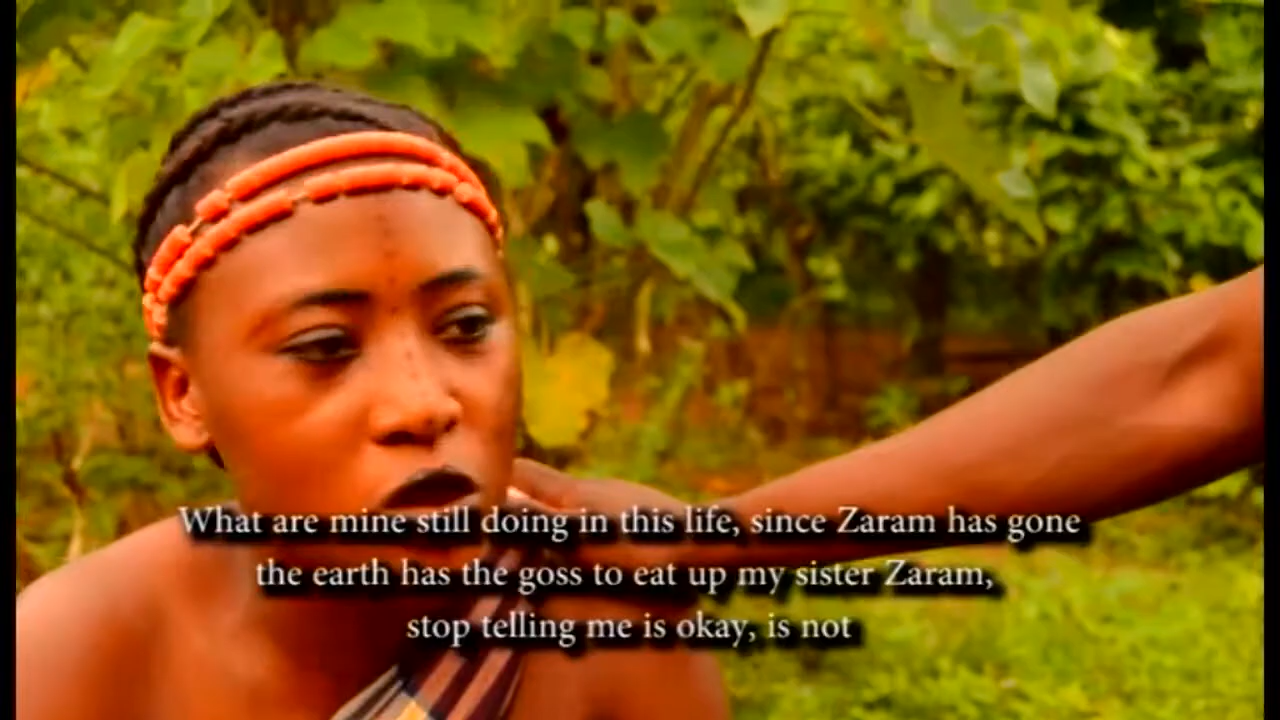 What are mine still doing in this life, since Zaram has gone
the earth has the goss to eat up my sister Zaram,
stop telling me is okay, is not